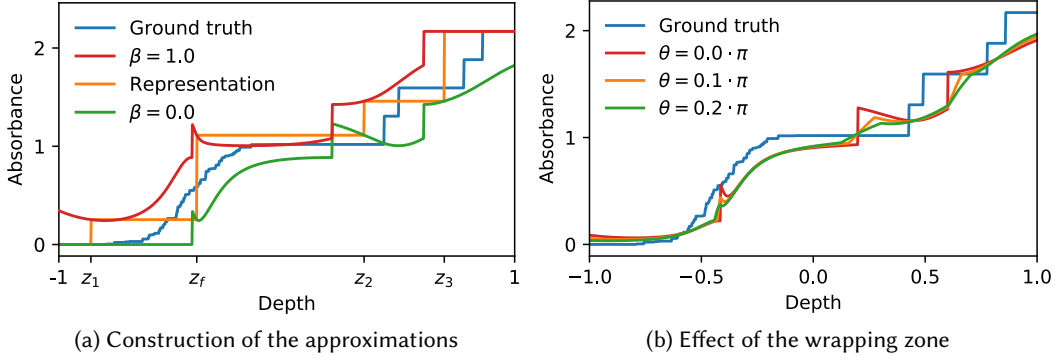 Ground truth
β = 1.0
Representation
β = 0.0
Absorbance
2
1
0
-1
z1
zf
z2
z3
1
Depth
(a) Construction of the approximations
Ground truth
θ = 0.0 · π
θ = 0.1 · π
θ = 0.2 · π
Absorbance
2
1
0
−1.0
−0.5
0.0
0.5
1.0
Depth
(b) Effect of the wrapping zone